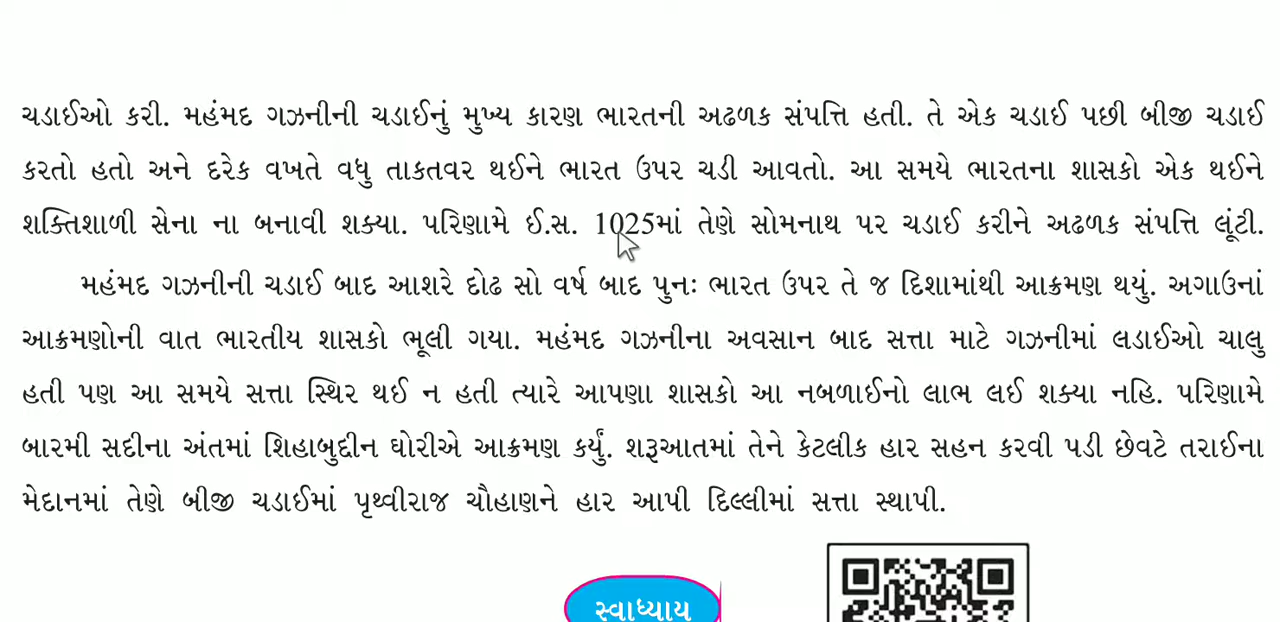 ચડાઈઓ કરી. મહંમદ ગઝનીની ચડાઈનું મુખ્ય કારણ ભારતની અઢળક સંપત્તિ હતી. તે એક ચડાઈ પછી બીજી ચડાઈ
કરતો હતો અને દરેક વખતે વધુ તાકતવર થઈને ભારત ઉપર ચડી આવતો. આ સમયે ભારતના શાસકો એક થઈને
શક્તિશાળી સેના ના બનાવી શક્યા. પરિણામે ઈ.સ. 1025માં તેણે સોમનાથ પર ચડાઈ કરીને અઢળક સંપત્તિ લૂંટી.
મહંમદ ગઝનીની ચડાઈ બાદ આશરે દોઢ સો વર્ષ બાદ પુનઃ ભારત ઉપર તે જ દિશામાંથી આક્રમણ થયું. અગાઉનાં
આક્રમણોની વાત ભારતીય શાસકો ભૂલી ગયા. મહંમદ ગઝનીના અવસાન બાદ સત્તા માટે ગઝનીમાં લડાઈઓ ચાલુ
હતી પણ આ સમયે સત્તા સ્થિર થઈ ન હતી ત્યારે આપણા શાસકો આ નબળાઈનો લાભ લઈ શક્યા નહિ. પરિણામે
બારમી સદીના અંતમાં શિહાબુદ્દીન ઘોરીએ આક્રમણ કર્યું. શરૂઆતમાં તેને કેટલીક હાર સહન કરવી પડી છેવટે તરાઈના
મેદાનમાં તેણે બીજી ચડાઈમાં પૃથ્વીરાજ ચૌહાણને હાર આપી દિલ્લીમાં સત્તા સ્થાપી.
સ્વાધ્યાય